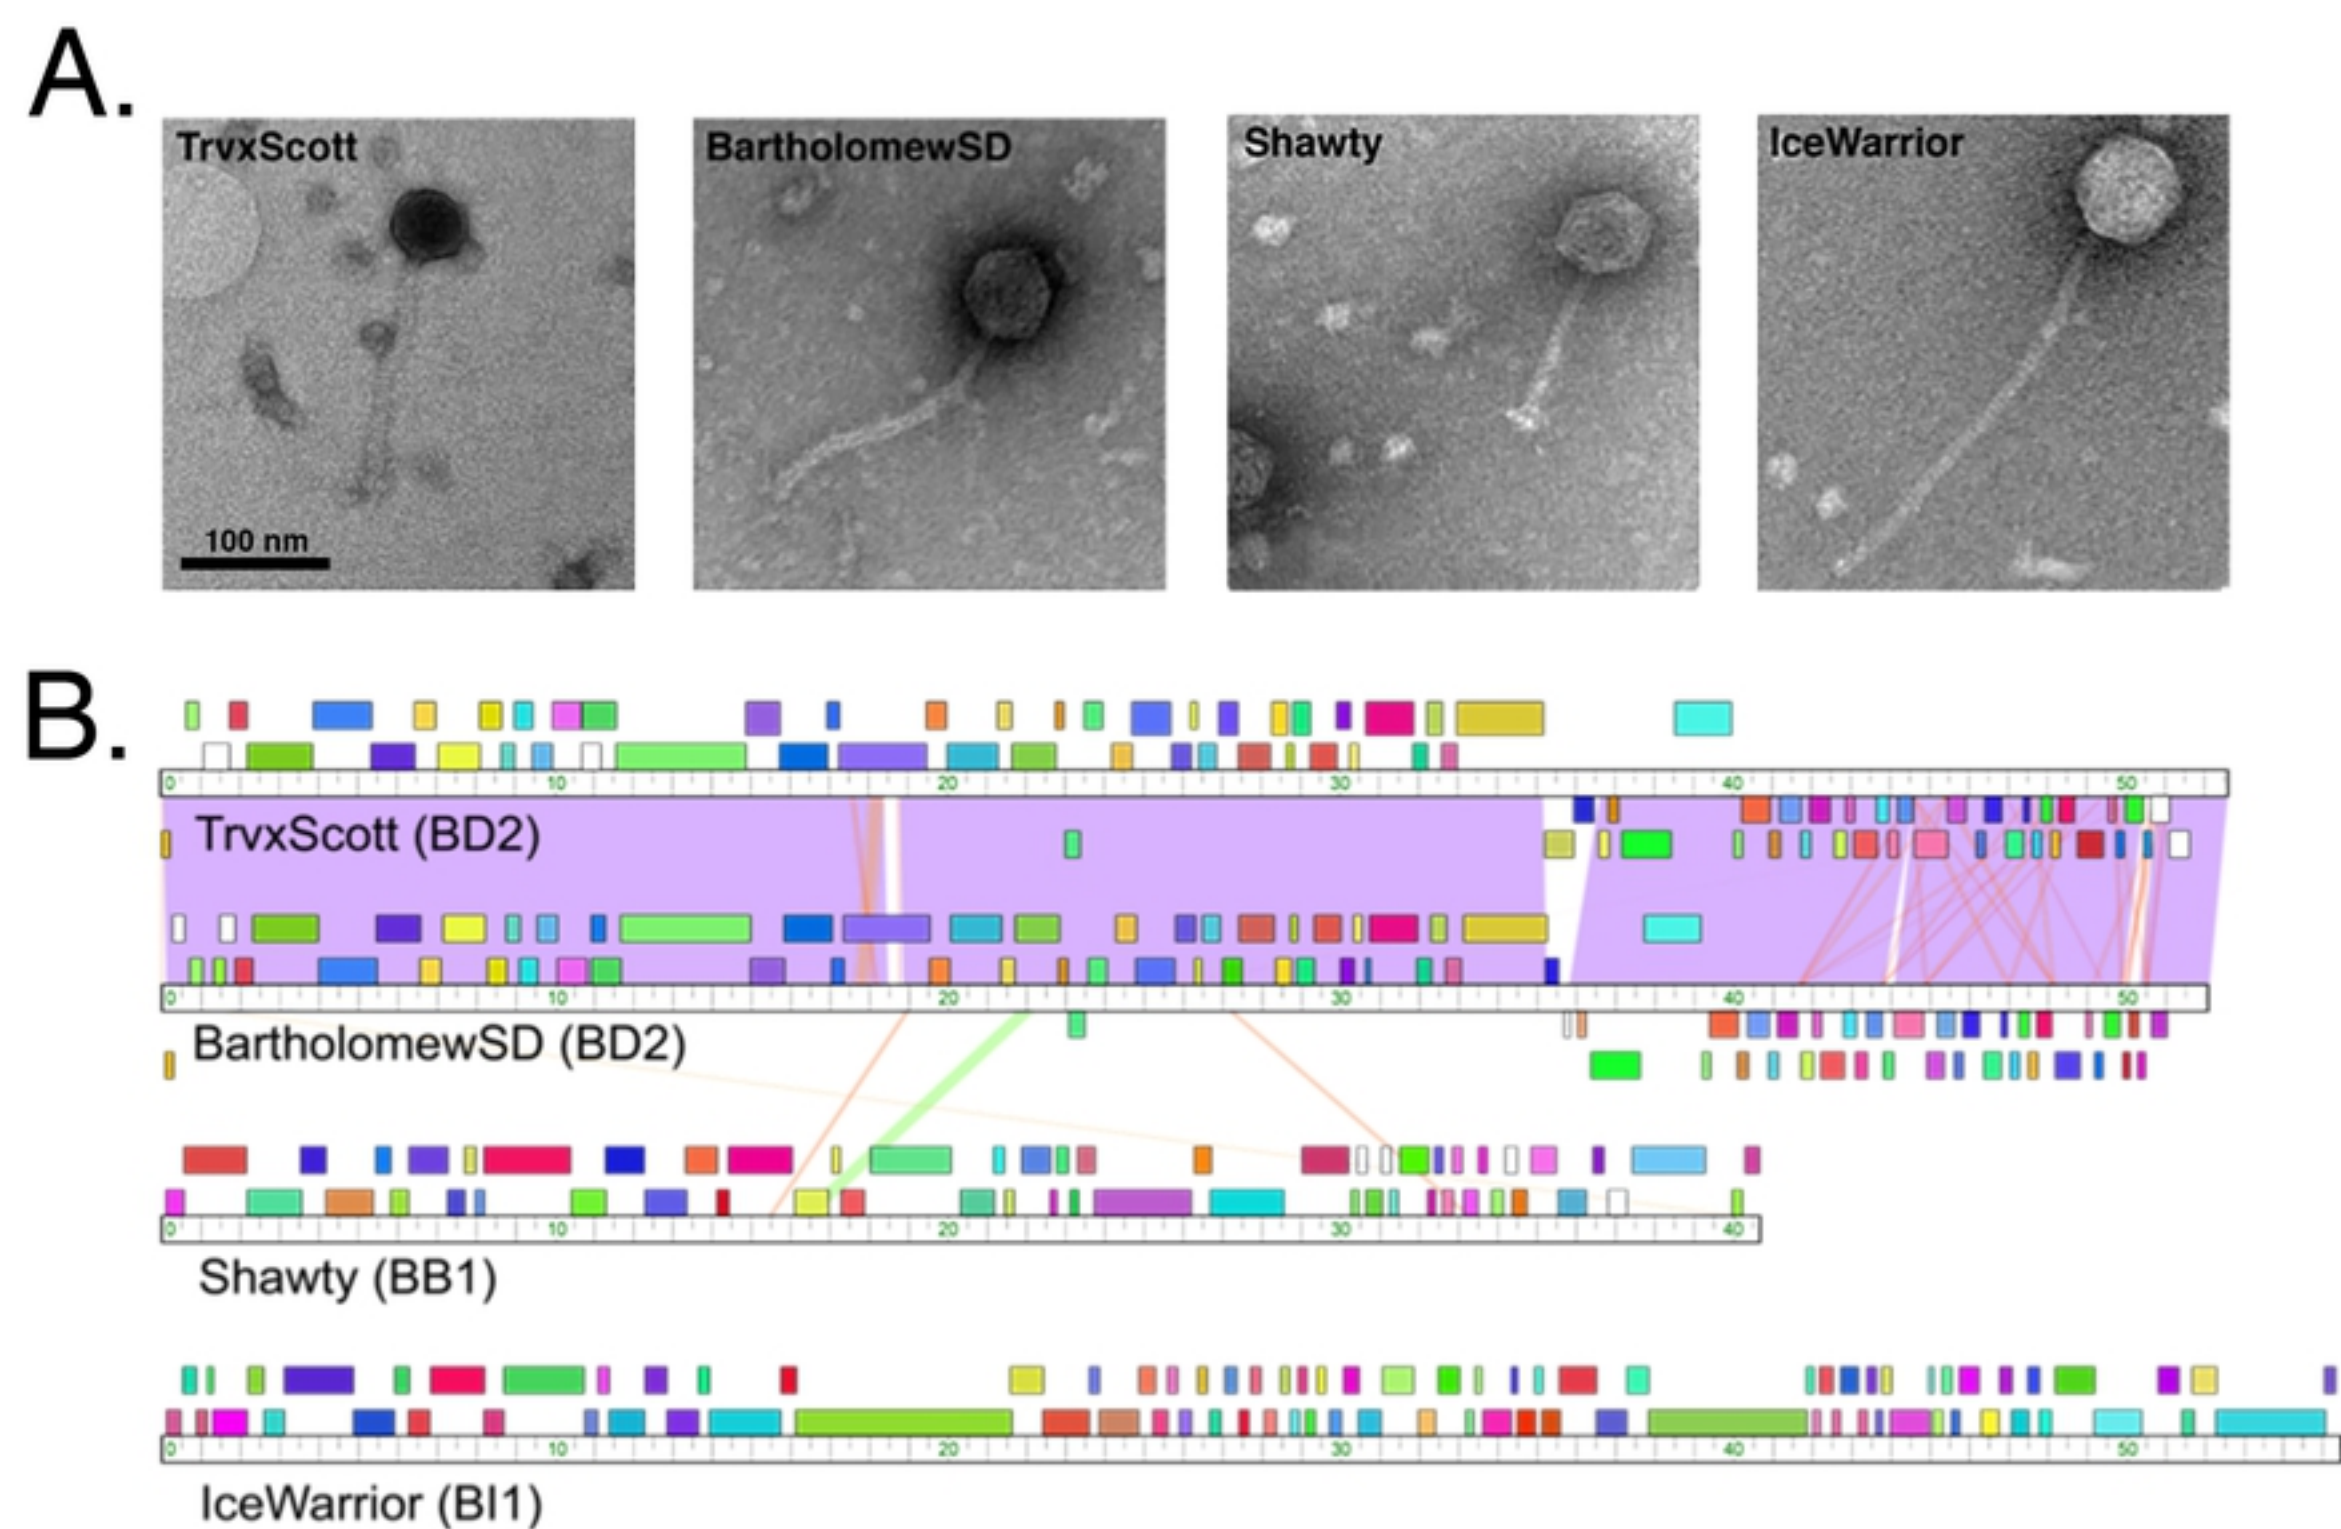 A.
TrvxScott
BartholomewSD
Shawty
IceWarrior
100 nm
B.
0 10 20 30 40 50
TrvxScott (BD2)
0 10 20 30 40 50
BartholomewSD (BD2)
0 10 20 30 40
Shawty (BB1)
0 10 20 30 40 50
IceWarrior (BI1)